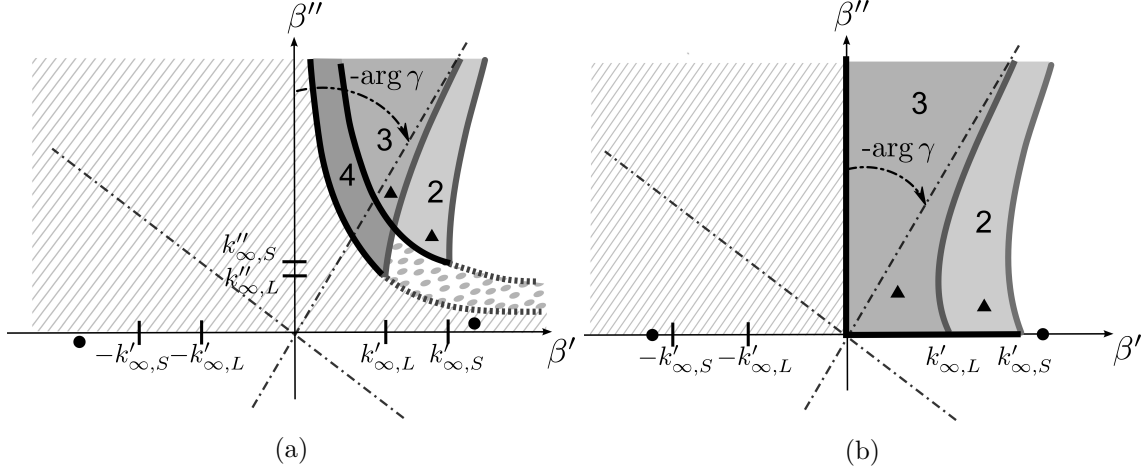 β''
-arg γ
3
4
2
k''∞,S
k''∞,L
−k'∞,S −k'∞,L
k'∞,L
k'∞,S
β'
(a)
β''
3
-arg γ
2
−k'∞,S −k'∞,L
k'∞,L
k'∞,S
β'
(b)